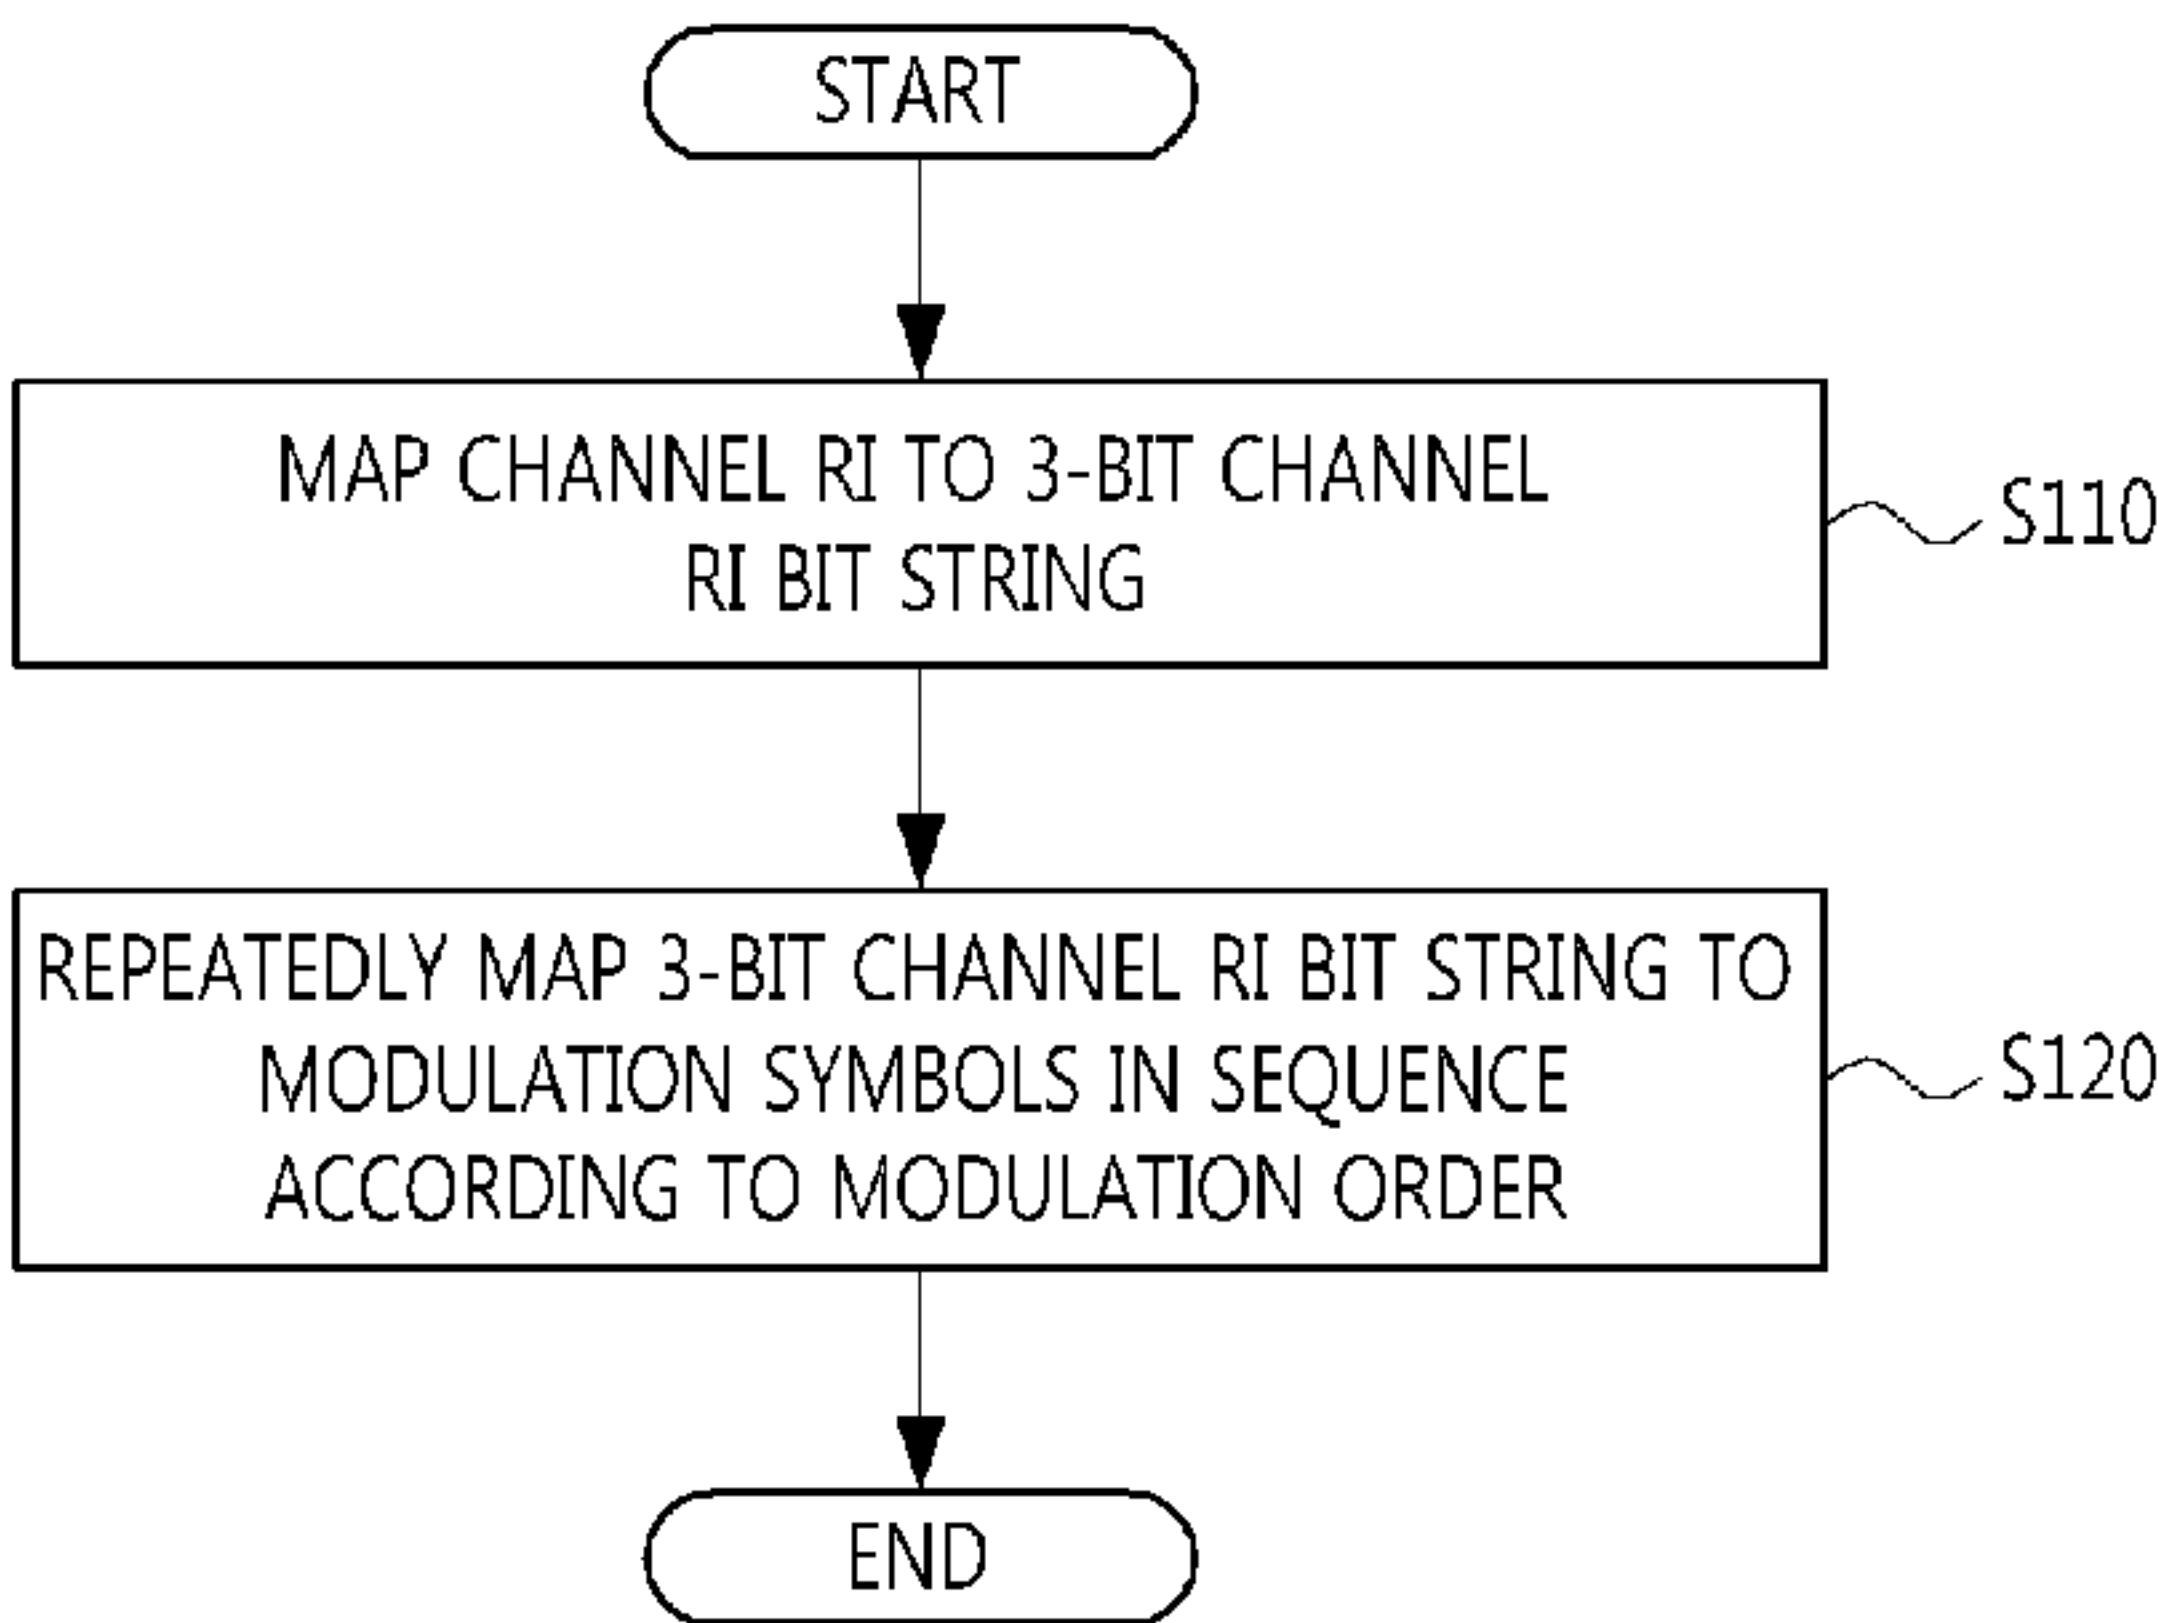 START
MAP CHANNEL RI TO 3-BIT CHANNEL
RI BIT STRING
S110
REPEATEDLY MAP 3-BIT CHANNEL RI BIT STRING TO
MODULATION SYMBOLS IN SEQUENCE
ACCORDING TO MODULATION ORDER
S120
END